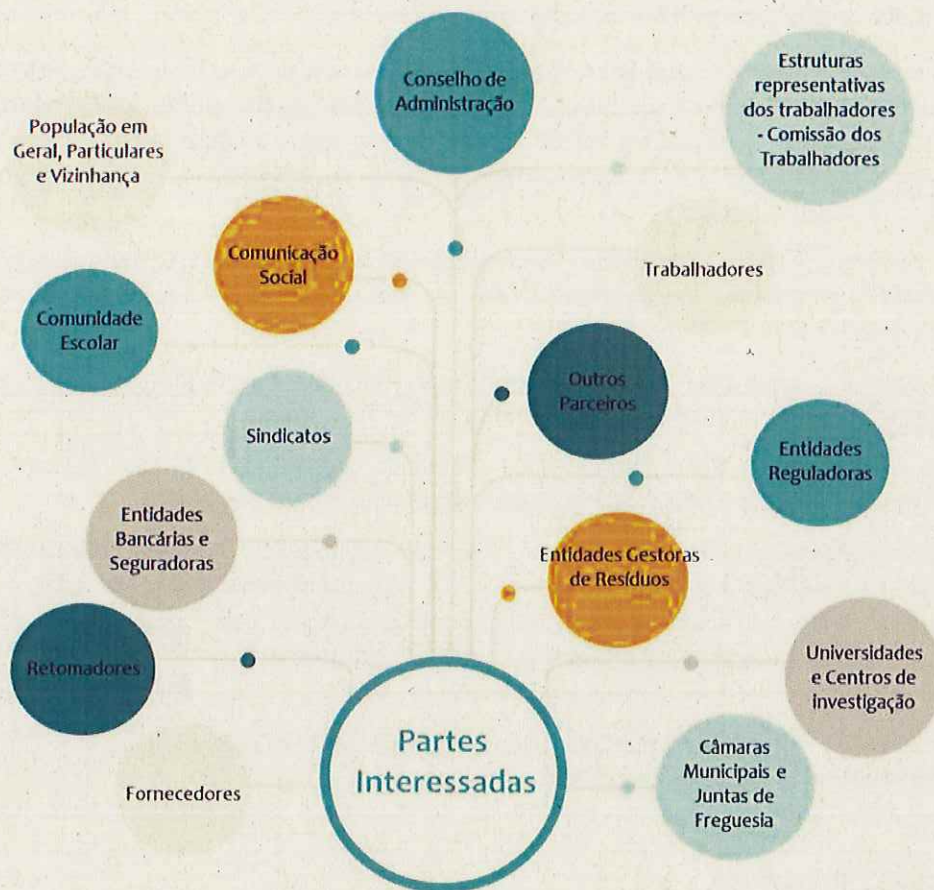 Conselho de
Administração
Estruturas
representativas
dos trabalhadores
- Comissão dos
Trabalhadores
População em
Geral, Particulares
e Vizinhança
Comunicação
Social
Trabalhadores
Comunidade
Escolar
Outros
Parceiros
Sindicatos
Entidades
Reguladoras
Entidades
Bancárias e
Seguradoras
Entidades Gestoras
de Resíduos
Retomadores
Universidades
e Centros de
investigação
Partes
Interessadas
Câmaras
Municipais e
Juntas de
Freguesia
Fornecedores